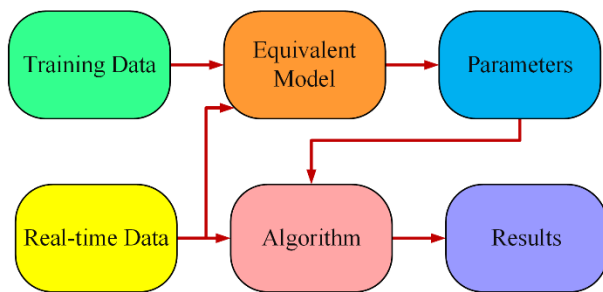 Training Data
Equivalent
Model
Parameters
Real-time Data
Algorithm
Results